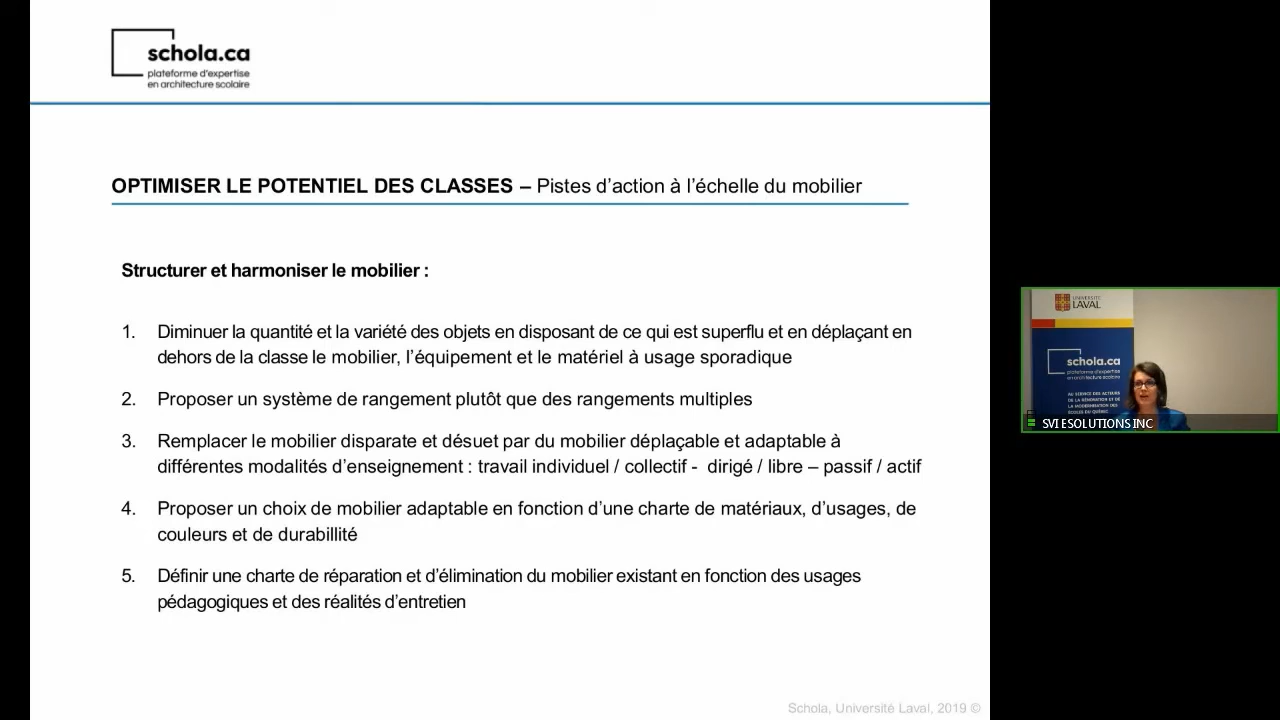 schola.ca
plateforme d'expertise
en architecture scolaire
OPTIMISER LE POTENTIEL DES CLASSES – Pistes d’action à l’échelle du mobilier
Structurer et harmoniser le mobilier :
1. Diminuer la quantité et la variété des objets en disposant de ce qui est superflu et en déplaçant en
dehors de la classe le mobilier, l’équipement et le matériel à usage sporadique
2. Proposer un système de rangement plutôt que des rangements multiples
3. Remplacer le mobilier disparate et désuet par du mobilier déplaçable et adaptable à
différentes modalités d’enseignement : travail individuel / collectif - dirigé / libre – passif / actif
4. Proposer un choix de mobilier adaptable en fonction d’une charte de matériaux, d’usages, de
couleurs et de durabillité
5. Définir une charte de réparation et d’élimination du mobilier existant en fonction des usages
pédagogiques et des réalités d’entretien
Schola, Université Laval, 2019 ©
UNIVERSITÉ
LAVAL
schola.ca
plateforme d'expertise
en architecture scolaire
AU SERVICE DES ACTEURS
DE LA RÉNOVATION ET DE
LA MODERNISATION DES
ÉCOLES DU QUÉBEC
SVI ESOLUTIONS INC